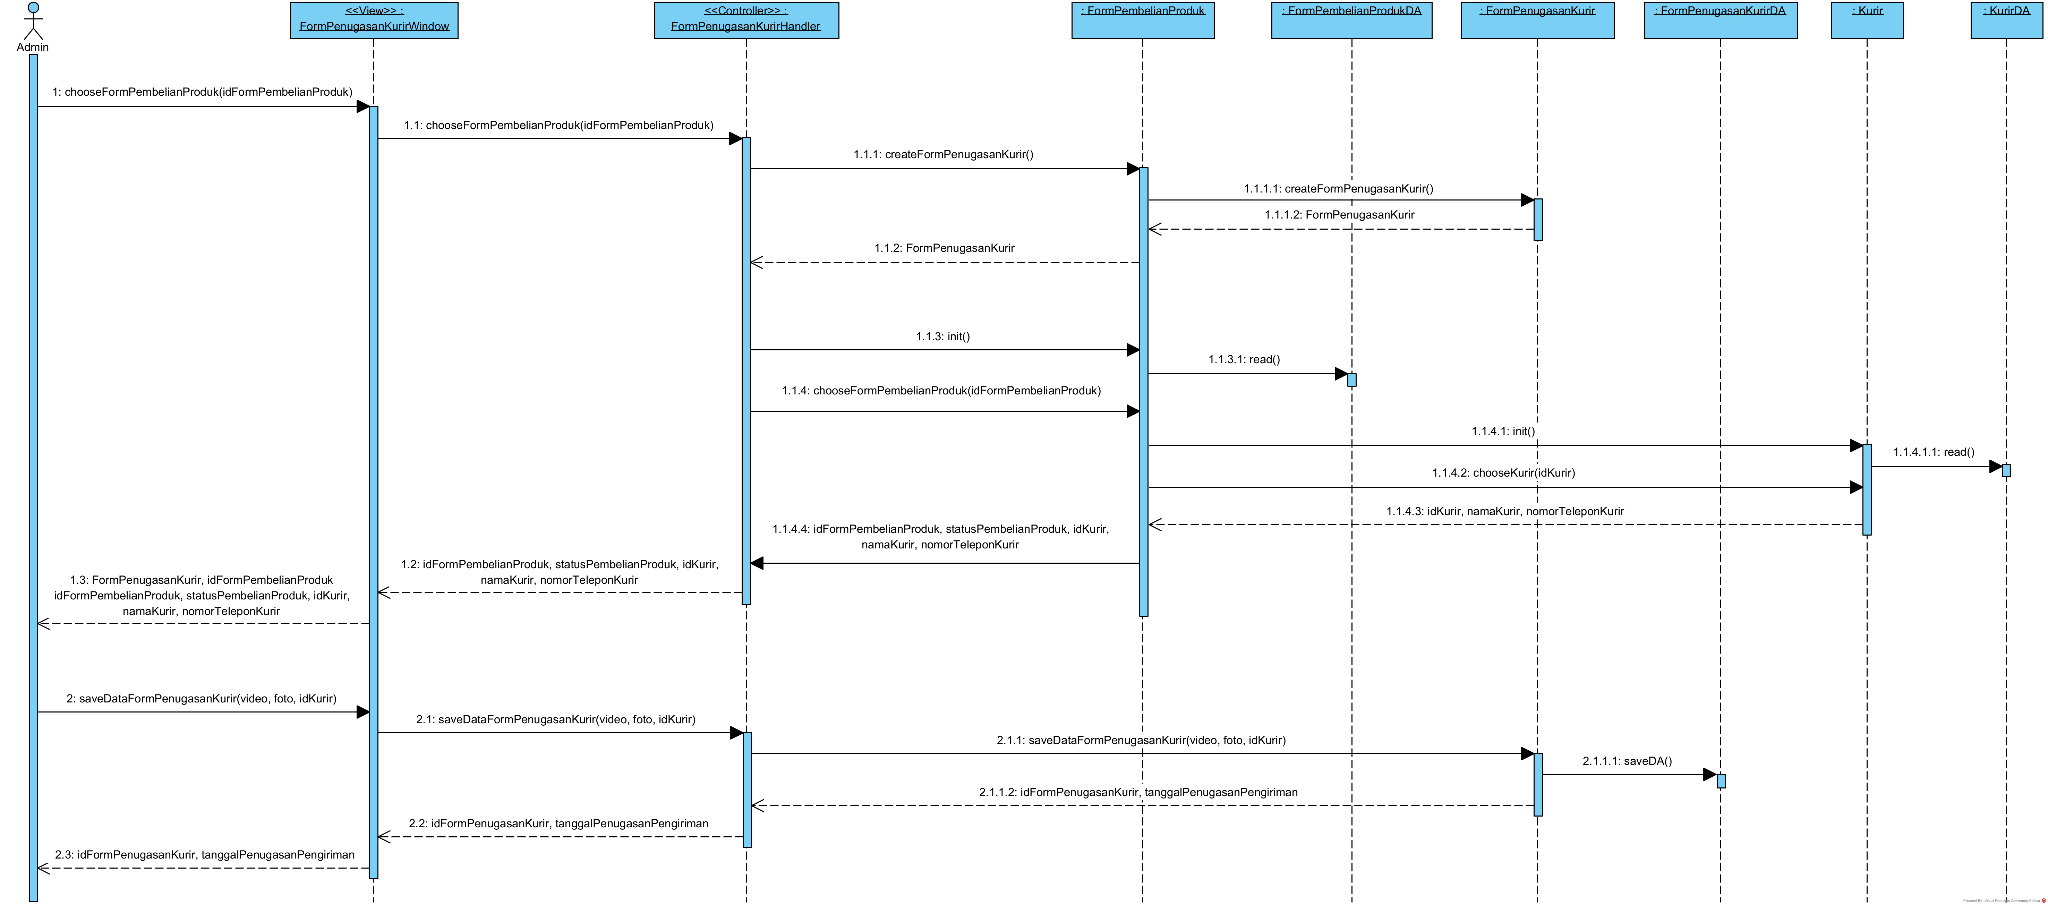 Admin
<<View>> :
FormPenugasanKurirWindow
<<Controller>> :
FormPenugasanKurirHandler
: FormPembelianProduk
: FormPembelianProdukDA
: FormPenugasanKurir
: FormPenugasanKurirDA
: Kurir
: KurirDA
1: chooseFormPembelianProduk(idFormPembelianProduk)
1.1: chooseFormPembelianProduk(idFormPembelianProduk)
1.1.1: createFormPenugasanKurir()
1.1.1.1: createFormPenugasanKurir()
1.1.1.2: FormPenugasanKurir
1.1.2: FormPenugasanKurir
1.1.3: init()
1.1.3.1: read()
1.1.4: chooseFormPembelianProduk(idFormPembelianProduk)
1.1.4.1: init()
1.1.4.1.1: read()
1.1.4.2: chooseKurir(idKurir)
1.1.4.3: idKurir, namaKurir, nomorTeleponKurir
1.1.4.4: idFormPembelianProduk, statusPembelianProduk, idKurir,
namaKurir, nomorTeleponKurir
1.2: idFormPembelianProduk, statusPembelianProduk, idKurir,
namaKurir, nomorTeleponKurir
1.3: FormPenugasanKurir, idFormPembelianProduk
idFormPembelianProduk, statusPembelianProduk, idKurir,
namaKurir, nomorTeleponKurir
2: saveDataFormPenugasanKurir(video, foto, idKurir)
2.1: saveDataFormPenugasanKurir(video, foto, idKurir)
2.1.1: saveDataFormPenugasanKurir(video, foto, idKurir)
2.1.1.1: saveDA()
2.1.1.2: idFormPenugasanKurir, tanggalPenugasanPengiriman
2.2: idFormPenugasanKurir, tanggalPenugasanPengiriman
2.3: idFormPenugasanKurir, tanggalPenugasanPengiriman